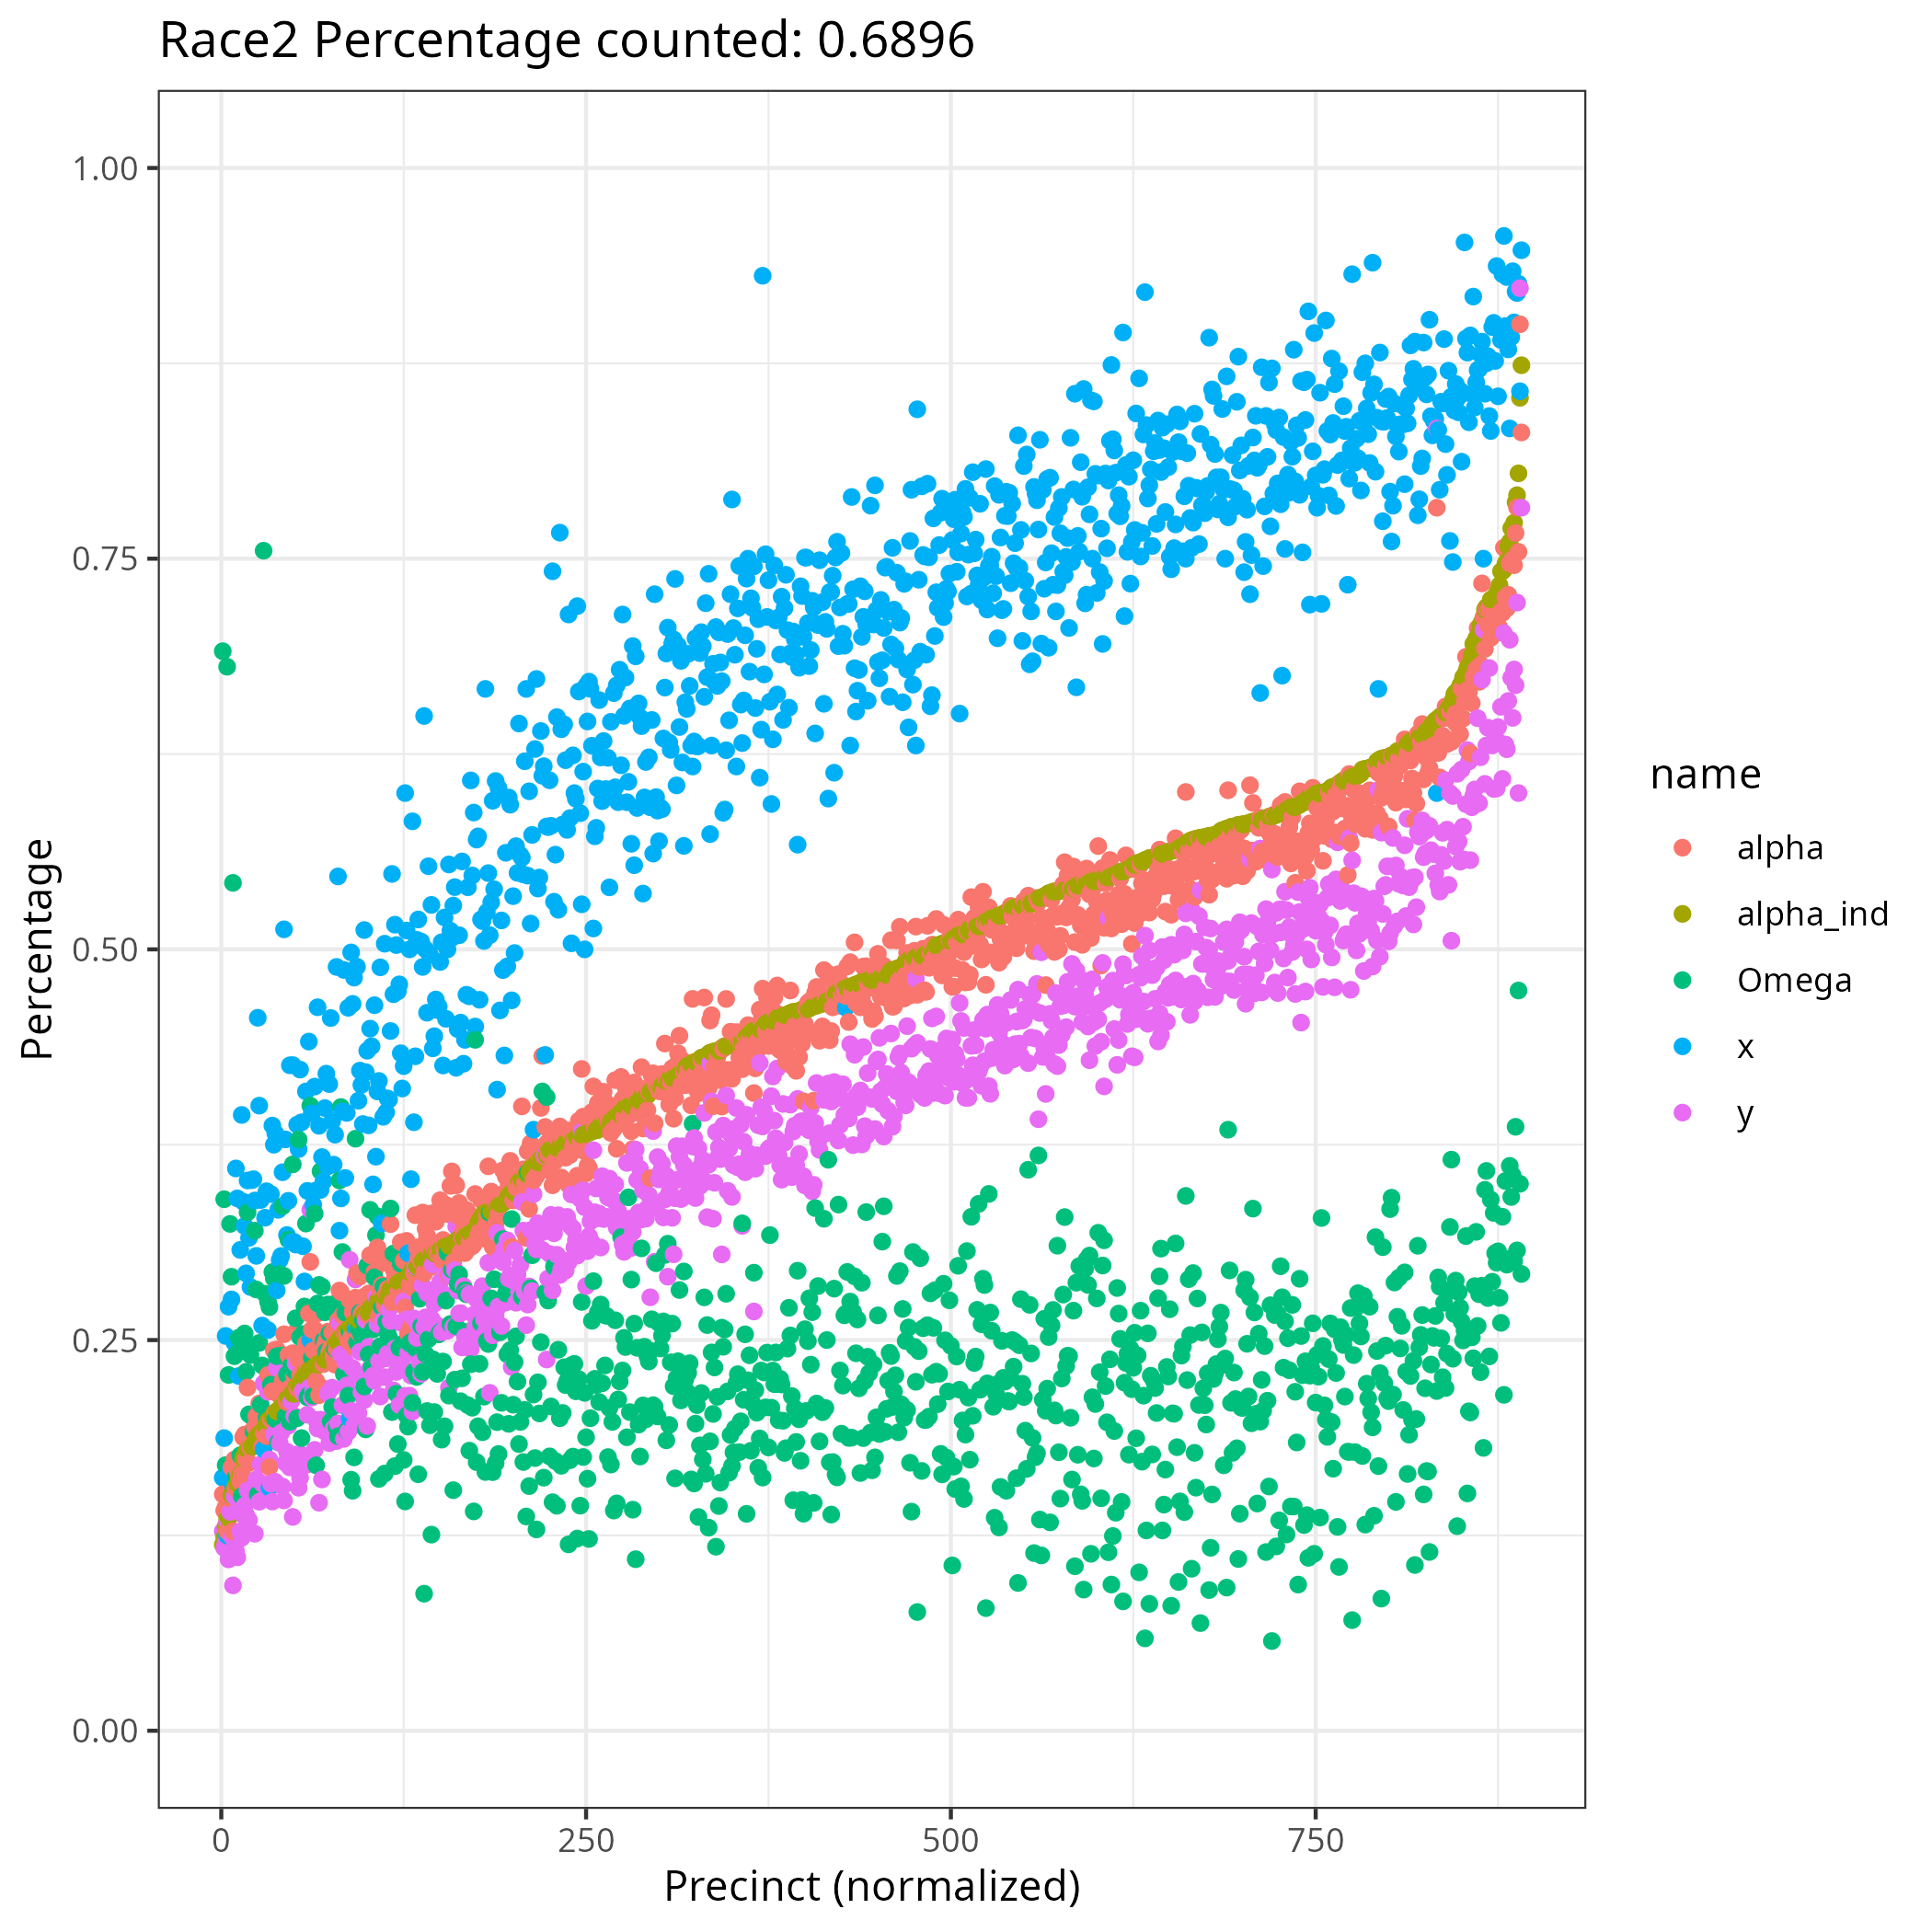 Race2 Percentage counted: 0.6896
1.00
0.75
0.50
0.25
0.00
Percentage
0
250
500
750
Precinct (normalized)
name
alpha
alpha_ind
Omega
x
y